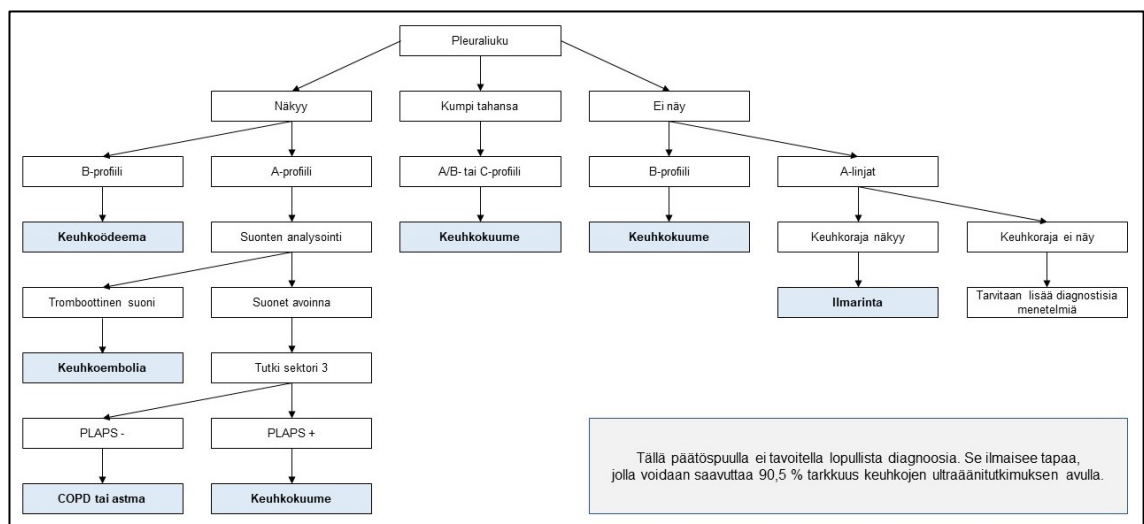 Pleuraliuku
Näkyy
Kumpi tahansa
Ei näy
B-profiili
A-profiili
A/B- tai C-profiili
B-profiili
A-linjat
Keuhkoödeema
Suonten analysointi
Keuhkokuume
Keuhkokuume
Keuhkoraja näkyy
Keuhkoraja ei näy
Tromboottinen suoni
Suonet avoinna
Ilmarinta
Tarvitaan lisää diagnostisia
menetelmiä
Keuhkoembolia
Tutki sektori 3
PLAPS -
PLAPS +
COPD tai astma
Keuhkokuume
Tällä päätöspuulla ei tavoitella lopullista diagnoosia. Se ilmaisee tapaa,
jolla voidaan saavuttaa 90,5 % tarkkuus keuhkojen ultraäänitutkimuksen avulla.